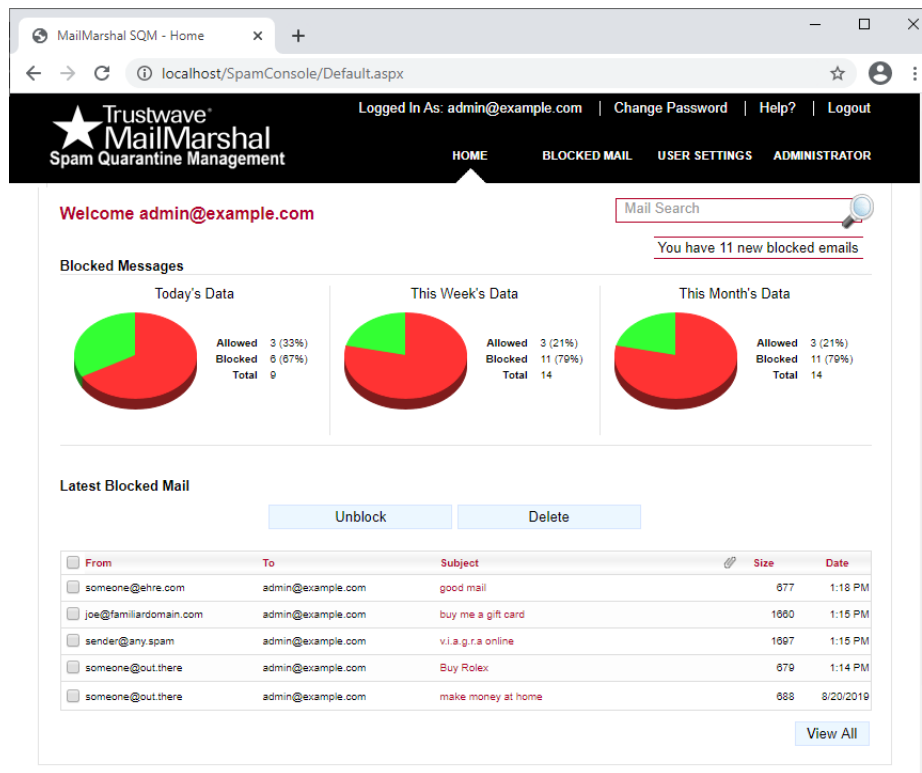 MailMarshal SQM - Home
localhost/SpamConsole/Default.aspx
Logged In As: admin@example.com | Change Password | Help? | Logout
Trustwave®
MailMarshal
Spam Quarantine Management
HOME BLOCKED MAIL USER SETTINGS ADMINISTRATOR
Welcome admin@example.com
Mail Search
You have 11 new blocked emails
Blocked Messages
Today's Data
Allowed 3 (33%)
Blocked 6 (67%)
Total 9
This Week's Data
Allowed 3 (21%)
Blocked 11 (79%)
Total 14
This Month's Data
Allowed 3 (21%)
Blocked 11 (79%)
Total 14
Latest Blocked Mail
Unblock Delete
From To Subject Size Date
someone@ehre.com admin@example.com good mail 677 1:18 PM
joe@familiardomain.com admin@example.com buy me a gift card 1660 1:15 PM
sender@any.spam admin@example.com v.i.a.g.r.a online 1697 1:15 PM
someone@out.there admin@example.com Buy Rolex 679 1:14 PM
someone@out.there admin@example.com make money at home 688 8/20/2019
View All